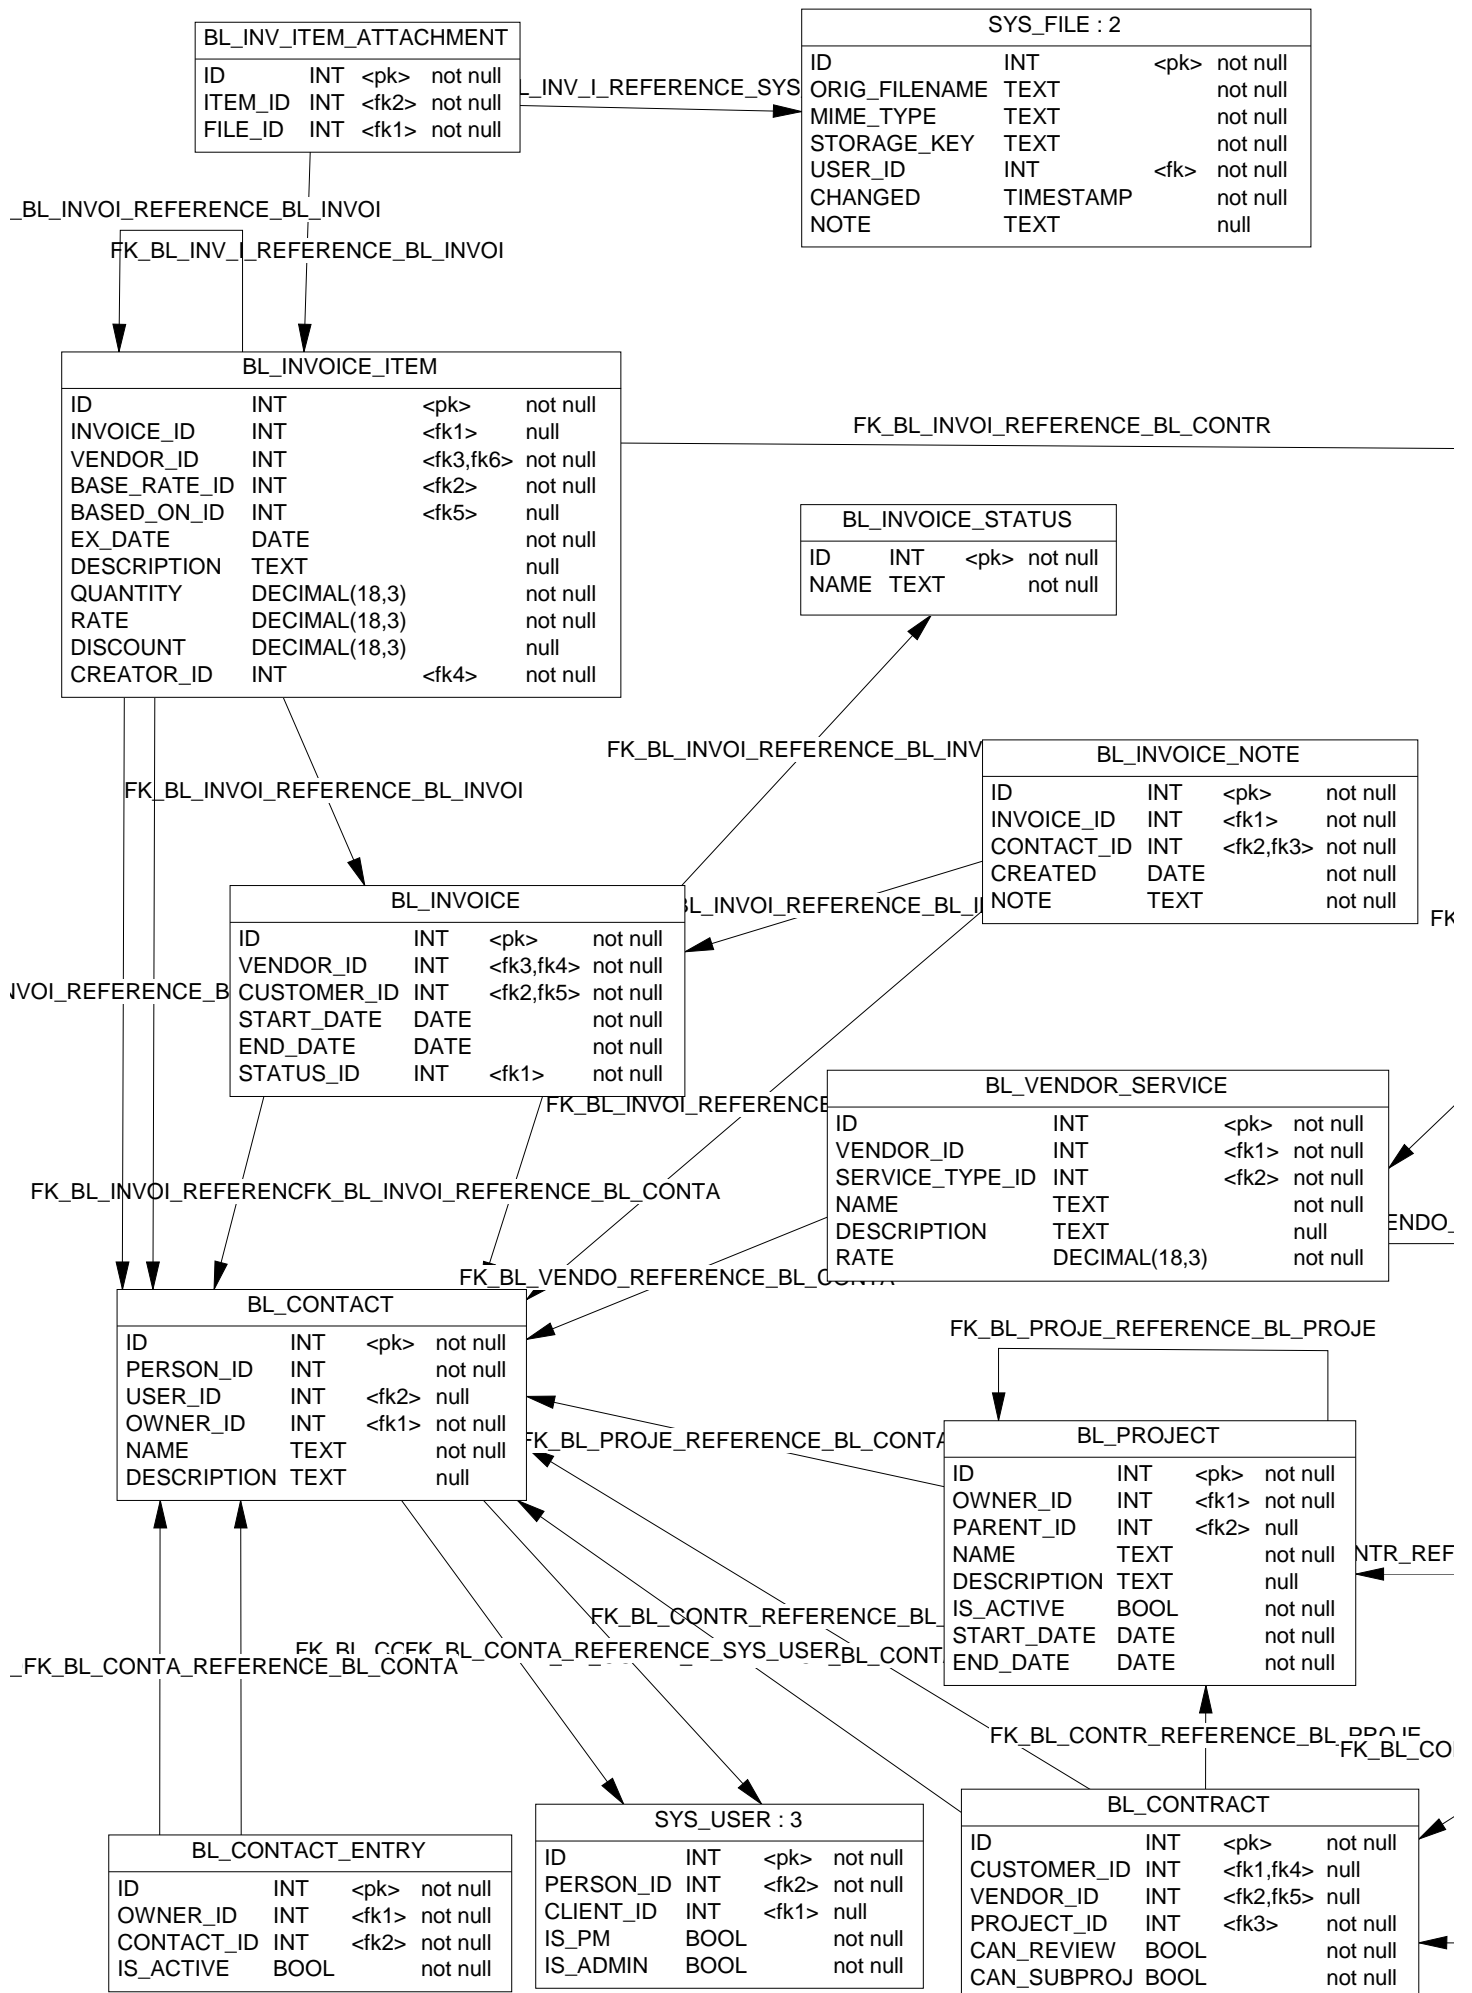 BL_INV_ITEM_ATTACHMENT
ID INT <pk> not null
ITEM_ID INT <fk2> not null
FILE_ID INT <fk1> not null
L_INV_I_REFERENCE_SYS
SYS_FILE : 2
ID INT <pk> not null
ORIG_FILENAME TEXT not null
MIME_TYPE TEXT not null
STORAGE_KEY TEXT not null
USER_ID INT <fk> not null
CHANGED TIMESTAMP not null
NOTE TEXT null
_BL_INVOI_REFERENCE_BL_INVOI
FK_BL_INV_I_REFERENCE_BL_INVOI
BL_INVOICE_ITEM
ID INT <pk> not null
INVOICE_ID INT <fk1> null
VENDOR_ID INT <fk3,fk6> not null
BASE_RATE_ID INT <fk2> not null
BASED_ON_ID INT <fk5> null
EX_DATE DATE not null
DESCRIPTION TEXT null
QUANTITY DECIMAL(18,3) not null
RATE DECIMAL(18,3) not null
DISCOUNT DECIMAL(18,3) null
CREATOR_ID INT <fk4> not null
FK_BL_INVOI_REFERENCE_BL_CONTR
BL_INVOICE_STATUS
ID INT <pk> not null
NAME TEXT not null
FK_BL_INVOI_REFERENCE_BL_INV
FK_BL_INVOI_REFERENCE_BL_INVOI
BL_INVOICE_NOTE
ID INT <pk> not null
INVOICE_ID INT <fk1> not null
CONTACT_ID INT <fk2,fk3> not null
CREATED DATE not null
NOTE TEXT not null
BL_INVOICE
ID INT <pk> not null
VENDOR_ID INT <fk3,fk4> not null
CUSTOMER_ID INT <fk2,fk5> not null
START_DATE DATE not null
END_DATE DATE not null
STATUS_ID INT <fk1> not null
BL_INVOI_REFERENCE_BL_I
FK
NVOI_REFERENCE_B
FK_BL_INVOI_REFERENCE
BL_VENDOR_SERVICE
ID INT <pk> not null
VENDOR_ID INT <fk1> not null
SERVICE_TYPE_ID INT <fk2> not null
NAME TEXT not null
DESCRIPTION TEXT null
RATE DECIMAL(18,3) not null
ENDO_
FK_BL_INVOI_REFERENC
FK_BL_INVOI_REFERENCE_BL_CONTA
FK_BL_VENDO_REFERENCE_BL_CONTA
BL_CONTACT
ID INT <pk> not null
PERSON_ID INT not null
USER_ID INT <fk2> null
OWNER_ID INT <fk1> not null
NAME TEXT not null
DESCRIPTION TEXT null
FK_BL_PROJE_REFERENCE_BL_PROJE
FK_BL_PROJE_REFERENCE_BL_CONTA
BL_PROJECT
ID INT <pk> not null
OWNER_ID INT <fk1> not null
PARENT_ID INT <fk2> null
NAME TEXT not null
DESCRIPTION TEXT null
IS_ACTIVE BOOL not null
START_DATE DATE not null
END_DATE DATE not null
NTR_REF
FK_BL_CONTR_REFERENCE_BL_
_FK_BL_CONTA_REFERENCE_BL_CONTA
FK_BL_CONTA_REFERENCE_SYS_USER
BL_CONT
FK_BL_CONTR_REFERENCE_BL_PROJE
FK_BL_CO
BL_CONTACT_ENTRY
ID INT <pk> not null
OWNER_ID INT <fk1> not null
CONTACT_ID INT <fk2> not null
IS_ACTIVE BOOL not null
SYS_USER : 3
ID INT <pk> not null
PERSON_ID INT <fk2> not null
CLIENT_ID INT <fk1> null
IS_PM BOOL not null
IS_ADMIN BOOL not null
BL_CONTRACT
ID INT <pk> not null
CUSTOMER_ID INT <fk1,fk4> null
VENDOR_ID INT <fk2,fk5> null
PROJECT_ID INT <fk3> not null
CAN_REVIEW BOOL not null
CAN_SUBPROJ BOOL not null